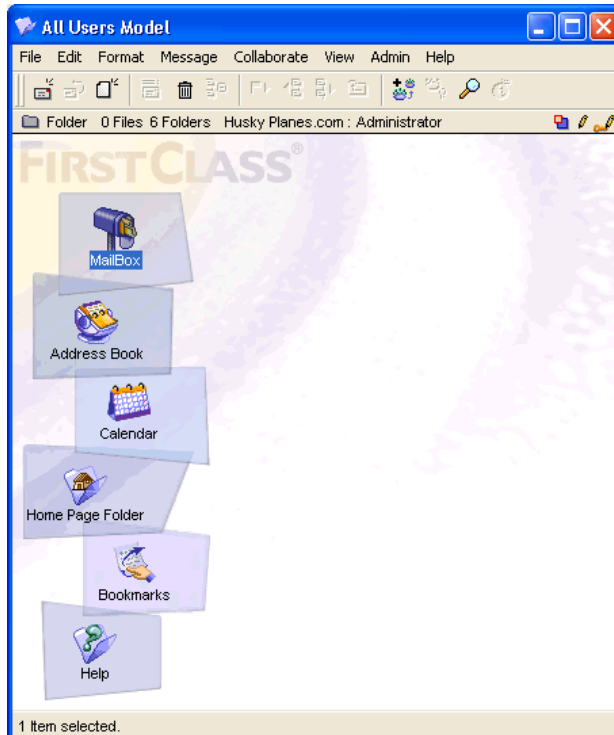 All Users Model
File Edit Format Message Collaborate View Admin Help
Folder 0 Files 6 Folders Husky Planes.com : Administrator
FIRSTCLASS®
MailBox
Address Book
Calendar
Home Page Folder
Bookmarks
Help
1 Item selected.